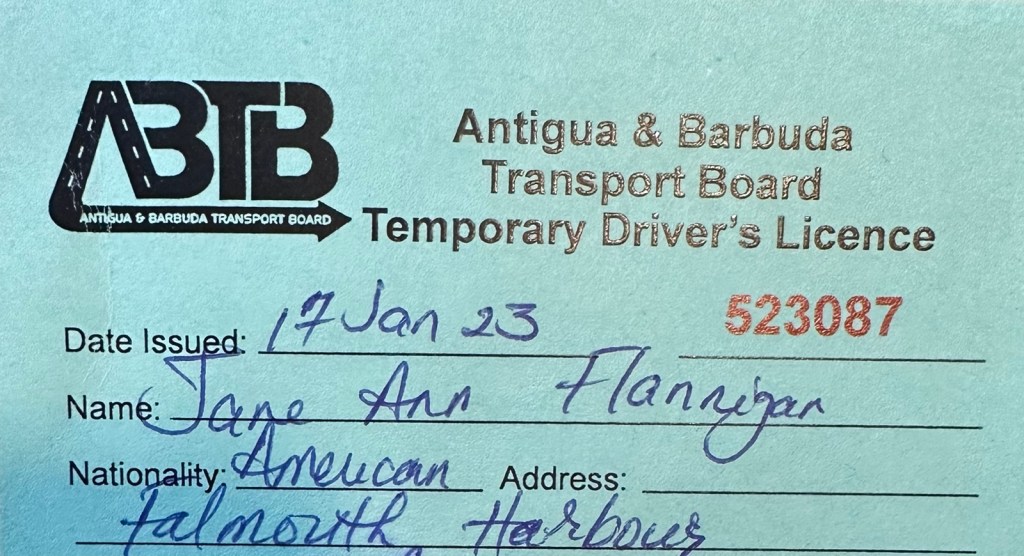 ABTB
ANTIGUA & BARBUDA TRANSPORT BOARD
Antigua & Barbuda
Transport Board
Temporary Driver's Licence
Date Issued: 17 Jan 23 523087
Name: Jane Ann Flannigan
Nationality: American Address:
Falmouth Harbour